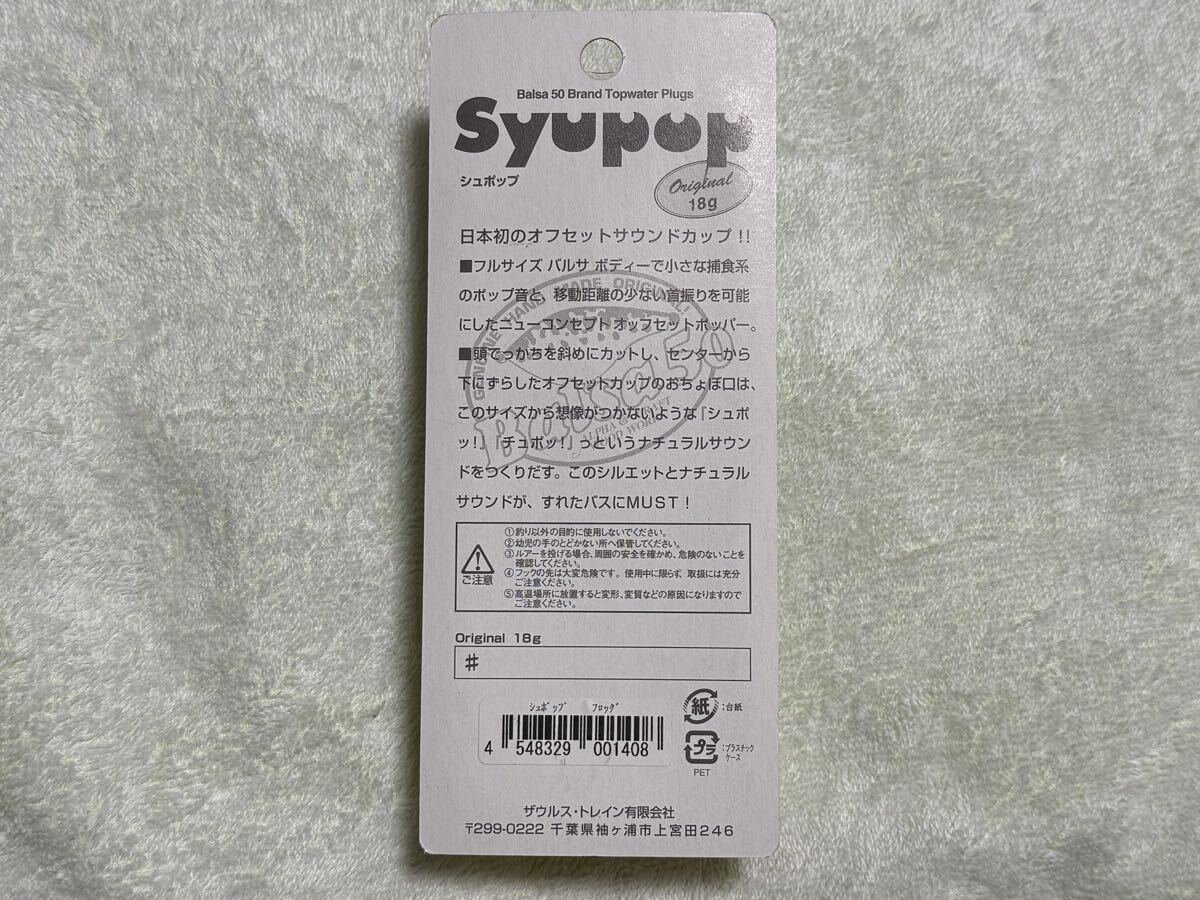 Balsa 50 Brand Topwater Plugs
Syupop
シュポップ
Original
18g
日本初のオフセットサウンドカップ!!
■フルサイズ バルサ ボディーで小さな捕食系
のポップ音と、移動距離の少ない首振りを可能
にしたニューコンセプト オッフセットポッパー。
■頭でっかちを斜めにカットし、センターから
下にずらしたオフセットカップのおちょぼ口は、
このサイズから想像がつかないような『シュポ
ッ!』『チュポッ!』っというナチュラルサウン
ドをつくりだす。このシルエットとナチュラル
サウンドが、すれたバスにMUST!
GENUINE HAND MADE ORIGINAL!
Balsa50
ALPHA & CRAFT
WOOD WORK
ご注意
①釣り以外の目的に使用しないでください。
②幼児の手のとどかない所へ保管してください。
③ルアーを投げる場合、周囲の安全を確かめ、危険のないことを
確認してください。
④フックの先は大変危険です。使用中に限らず、取扱には充分
ご注意ください。
⑤高温場所に放置すると変形、変質などの原因になりますので
ご注意ください。
Original 18g
#
ｼｭﾎﾟｯﾌﾟ ﾌﾛｯｸﾞ
4 548329 001408
紙 :台紙
プラ :プラスチック
ケース
PET
ザウルス・トレイン有限会社
〒299-0222 千葉県袖ヶ浦市上宮田246